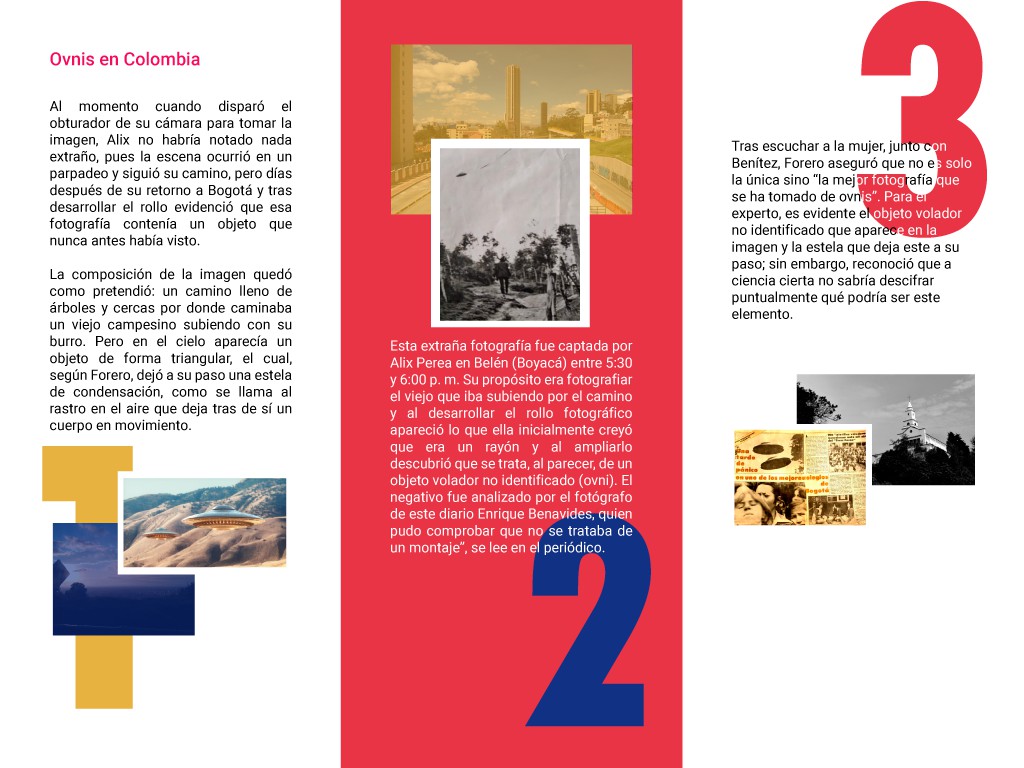 Ovnis en Colombia
Al momento cuando disparó el
obturador de su cámara para tomar la
imagen, Alix no habría notado nada
extraño, pues la escena ocurrió en un
parpadeo y siguió su camino, pero días
después de su retorno a Bogotá y tras
desarrollar el rollo evidenció que esa
fotografía contenía un objeto que
nunca antes había visto.
La composición de la imagen quedó
como pretendió: un camino lleno de
árboles y cercas por donde caminaba
un viejo campesino subiendo con su
burro. Pero en el cielo aparecía un
objeto de forma triangular, el cual,
según Forero, dejó a su paso una estela
de condensación, como se llama al
rastro en el aire que deja tras de sí un
cuerpo en movimiento.
1
Esta extraña fotografía fue captada por
Alix Perea en Belén (Boyacá) entre 5:30
y 6:00 p. m. Su propósito era fotografiar
el viejo que iba subiendo por el camino
y al desarrollar el rollo fotográfico
apareció lo que ella inicialmente creyó
que era un rayón y al ampliarlo
descubrió que se trata, al parecer, de un
objeto volador no identificado (ovni). El
negativo fue analizado por el fotógrafo
de este diario Enrique Benavides, quien
pudo comprobar que no se trataba de
un montaje”, se lee en el periódico.
2
3
Tras escuchar a la mujer, junto con
Benítez, Forero aseguró que no es solo
la única sino “la mejor fotografía que
se ha tomado de ovnis”. Para el
experto, es evidente el objeto volador
no identificado que aparece en la
imagen y la estela que deja este a su
paso; sin embargo, reconoció que a
ciencia cierta no sabría descifrar
puntualmente qué podría ser este
elemento.
Una
tarde
de
pánico
en uno de los mejores siglos
de
Bogotá